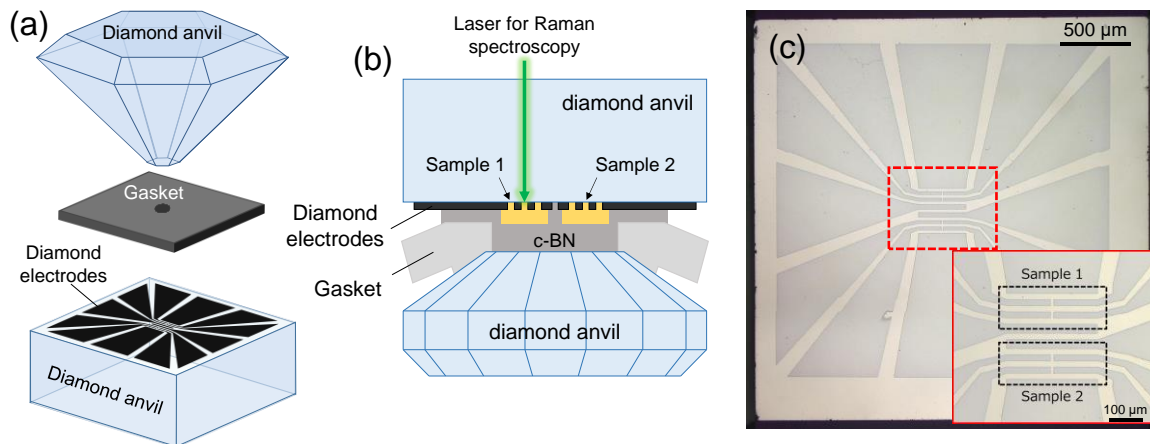 (a)
Diamond anvil
Gasket
Diamond
electrodes
Diamond anvil
(b)
Laser for Raman
spectroscopy
diamond anvil
Sample 1
Sample 2
Diamond
electrodes
c-BN
Gasket
diamond anvil
(c)
500 μm
Sample 1
Sample 2
100 μm